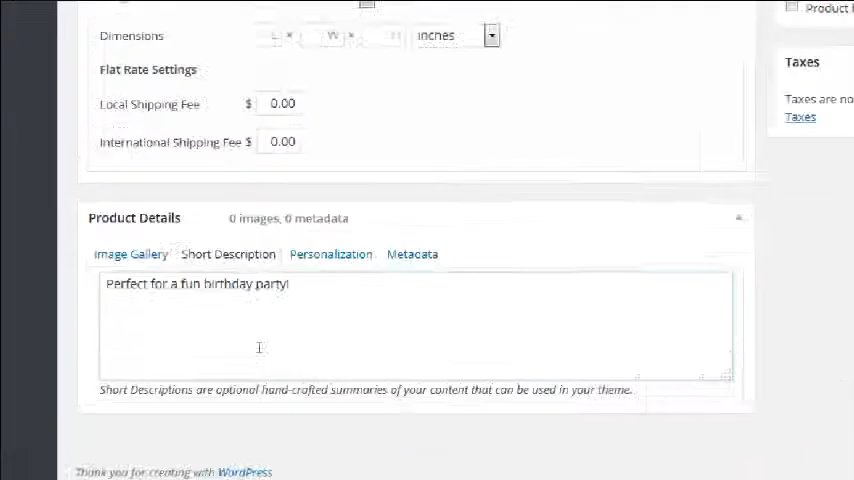 Product
Dimensions L × W × H inches
Taxes
Flat Rate Settings
Taxes are no
Local Shipping Fee $ 0.00
Taxes
International Shipping Fee $ 0.00
Product Details 0 images, 0 metadata
Image Gallery Short Description Personalization Metadata
Perfect for a fun birthday party!
Short Descriptions are optional hand-crafted summaries of your content that can be used in your theme.
Thank you for creating with WordPress